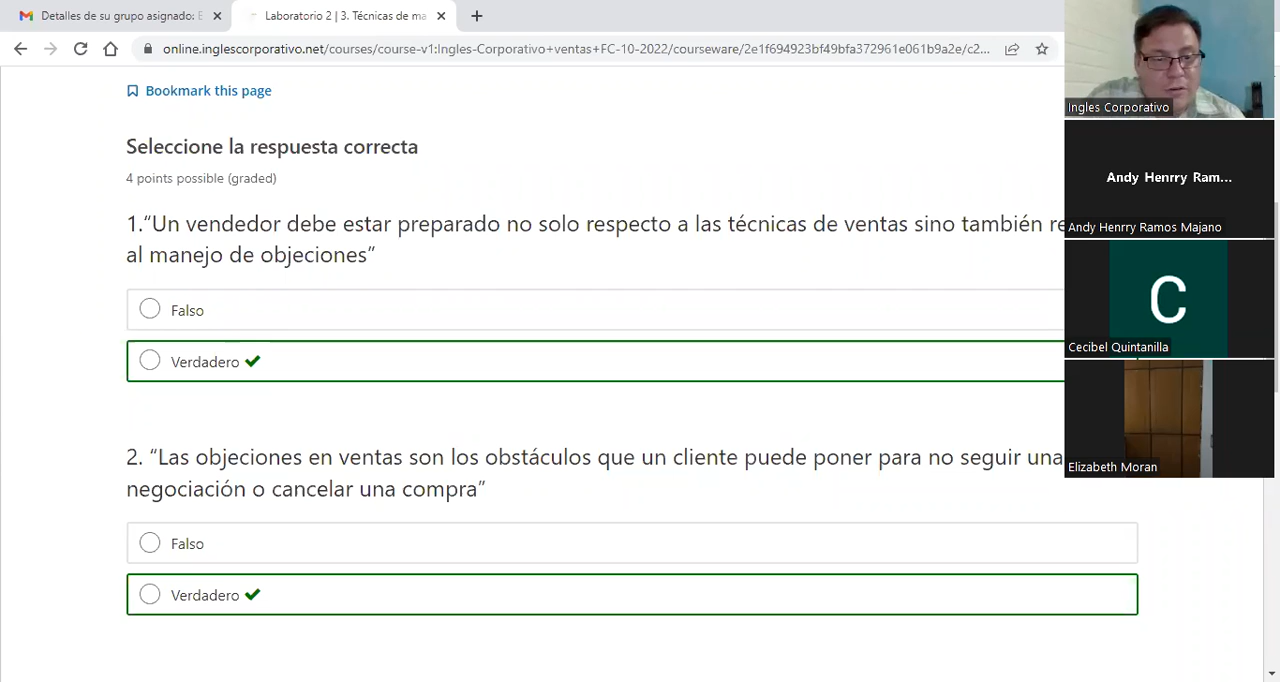 Detalles de su grupo asignado: E
Laboratorio 2 | 3. Técnicas de ma
online.inglescorporativo.net/courses/course-v1:Ingles-Corporativo+ventas+FC-10-2022/courseware/2e1f694923bf49bfa372961e061b9a2e/c2...
Bookmark this page
Seleccione la respuesta correcta
4 points possible (graded)
1.“Un vendedor debe estar preparado no solo respecto a las técnicas de ventas sino también re
al manejo de objeciones”
Falso
Verdadero
2. “Las objeciones en ventas son los obstáculos que un cliente puede poner para no seguir una
negociación o cancelar una compra”
Falso
Verdadero
Ingles Corporativo
Andy Henrry Ram...
Andy Henrry Ramos Majano
C
Cecibel Quintanilla
Elizabeth Moran